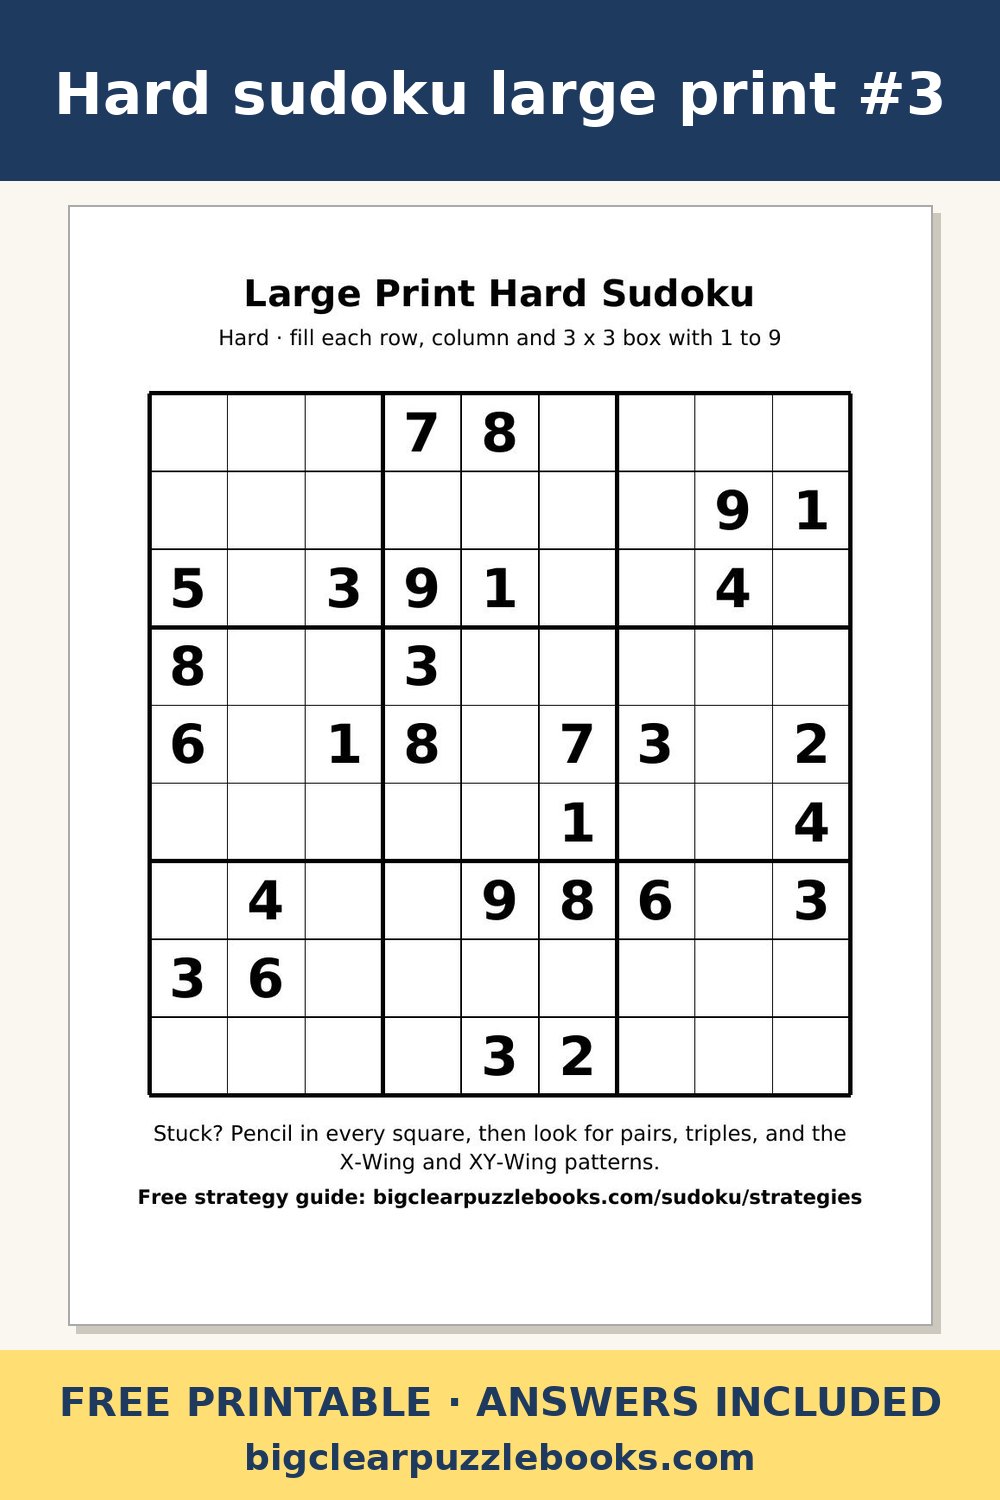 Hard sudoku large print #3
Large Print Hard Sudoku
Hard · fill each row, column and 3 x 3 box with 1 to 9
7 8
9 1
5 3 9 1 4
8 3
6 1 8 7 3 2
1 4
4 9 8 6 3
3 6
3 2
Stuck? Pencil in every square, then look for pairs, triples, and the
X-Wing and XY-Wing patterns.
Free strategy guide: bigclearpuzzlebooks.com/sudoku/strategies
FREE PRINTABLE · ANSWERS INCLUDED
bigclearpuzzlebooks.com